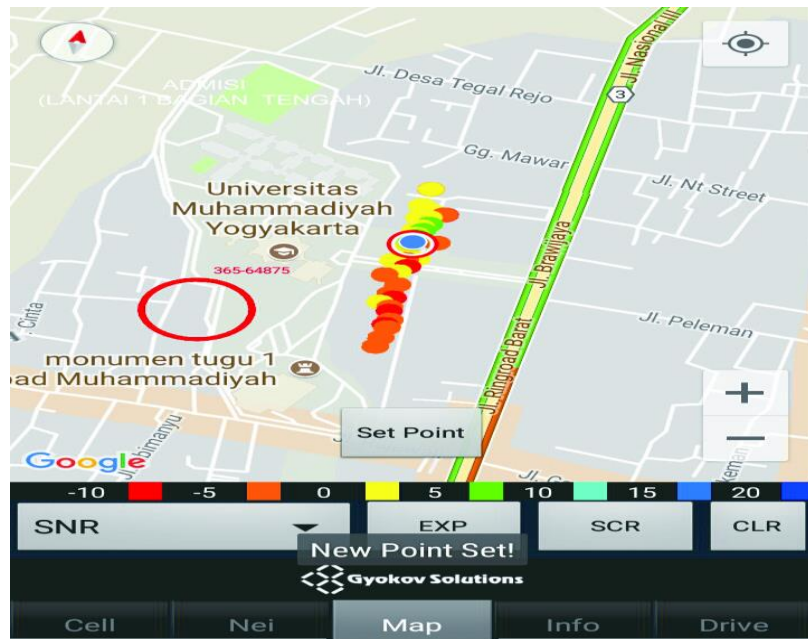 Jl. Nasional III
ADMISI
(LANTAI 1 BAGIAN TENGAH)
Jl. Desa Tegal Rejo
3
Gg. Mawar
Jl. Nt Street
Universitas
Muhammadiyah
Yogyakarta
365-64875
Jl. Brawijaya
Cinta
Jl. Peleman
monumen tugu 1
oad Muhammadiyah
Jl. Ringroad Barat
Set Point
+
−
Google
-10 -5 0 5 10 15 20
SNR EXP SCR CLR
New Point Set!
Gyokov Solutions
Cell Nei Map Info Drive